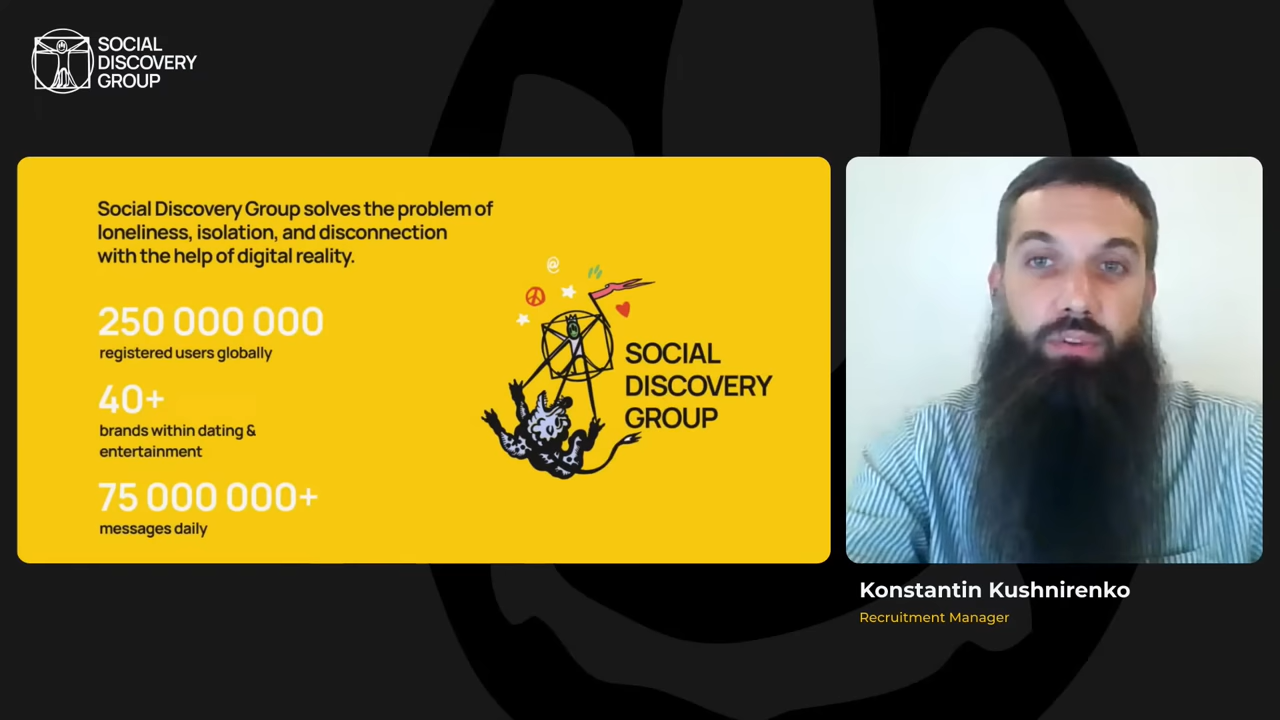 SOCIAL
DISCOVERY
GROUP
Social Discovery Group solves the problem of
loneliness, isolation, and disconnection
with the help of digital reality.
250 000 000
registered users globally
40+
brands within dating &
entertainment
75 000 000+
messages daily
@
SOCIAL
DISCOVERY
GROUP
Konstantin Kushnirenko
Recruitment Manager